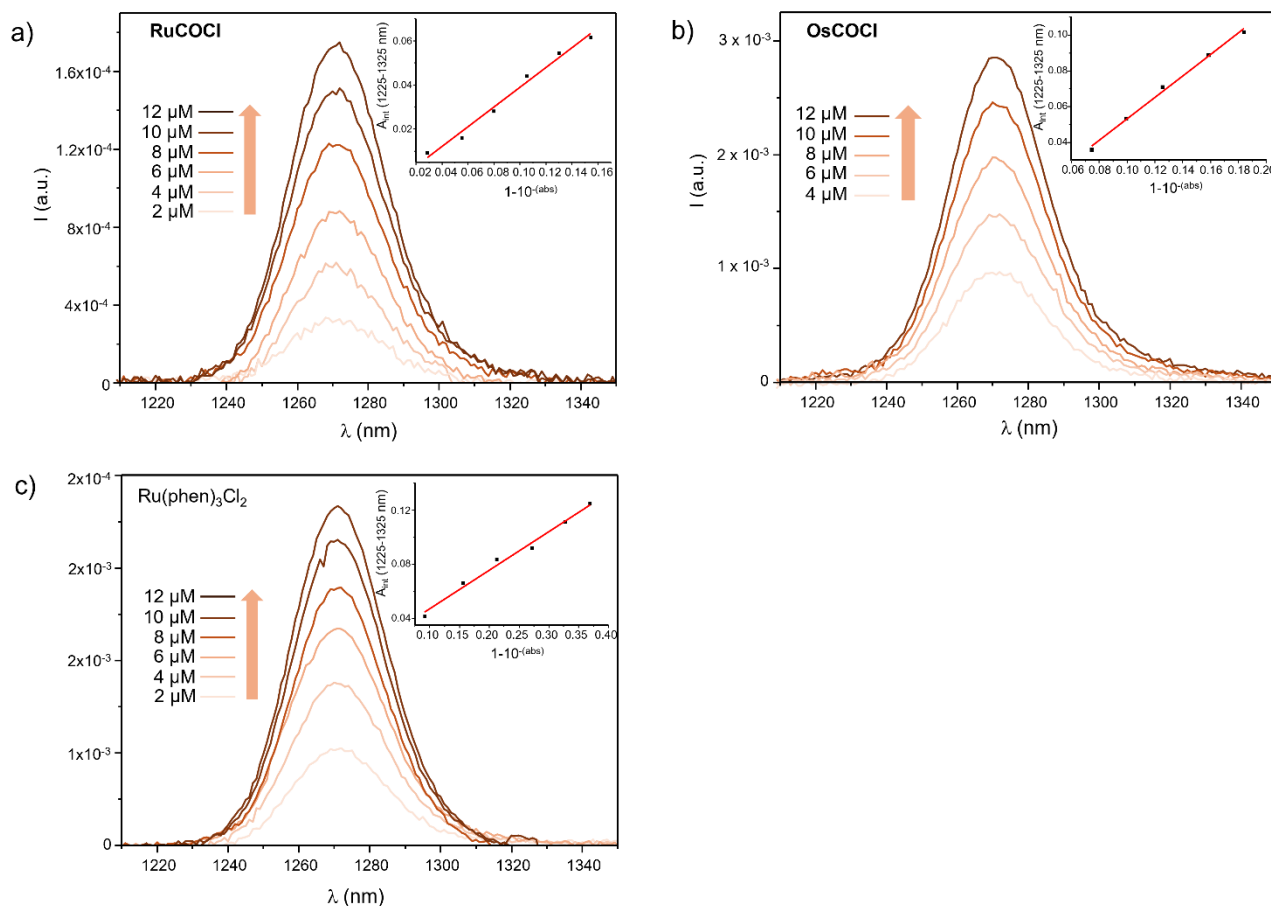 a)
RuCOCl
I (a.u.)
1.6x10-4
1.2x10-4
8x10-4
4x10-4
0
12 µM
10 µM
8 µM
6 µM
4 µM
2 µM
1220 1240 1260 1280 1300 1320 1340
λ (nm)
AInt (1225-1325 nm)
0.06
0.04
0.02
0.02 0.04 0.06 0.08 0.10 0.12 0.14 0.16
1-10-(abs)
b)
OsCOCl
I (a.u.)
3 x 10-3
2 x 10-3
1 x 10-3
0
12 µM
10 µM
8 µM
6 µM
4 µM
1220 1240 1260 1280 1300 1320 1340
λ (nm)
AInt (1225-1325 nm)
0.10
0.08
0.06
0.04
0.06 0.08 0.10 0.12 0.14 0.16 0.18 0.20
1-10-(abs)
c)
Ru(phen)3Cl2
I (a.u.)
2x10-4
2x10-3
2x10-3
1x10-3
0
12 µM
10 µM
8 µM
6 µM
4 µM
2 µM
1220 1240 1260 1280 1300 1320 1340
λ (nm)
AInt (1225-1325 nm)
0.12
0.08
0.04
0.10 0.15 0.20 0.25 0.30 0.35 0.40
1-10-(abs)